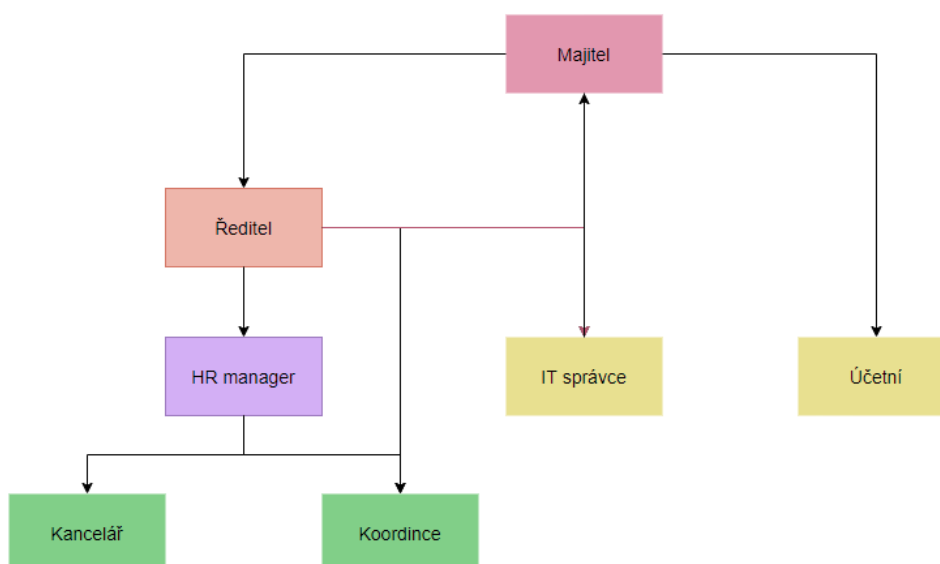 Majitel
Ředitel
HR manager
IT správce
Účetní
Kancelář
Koordince